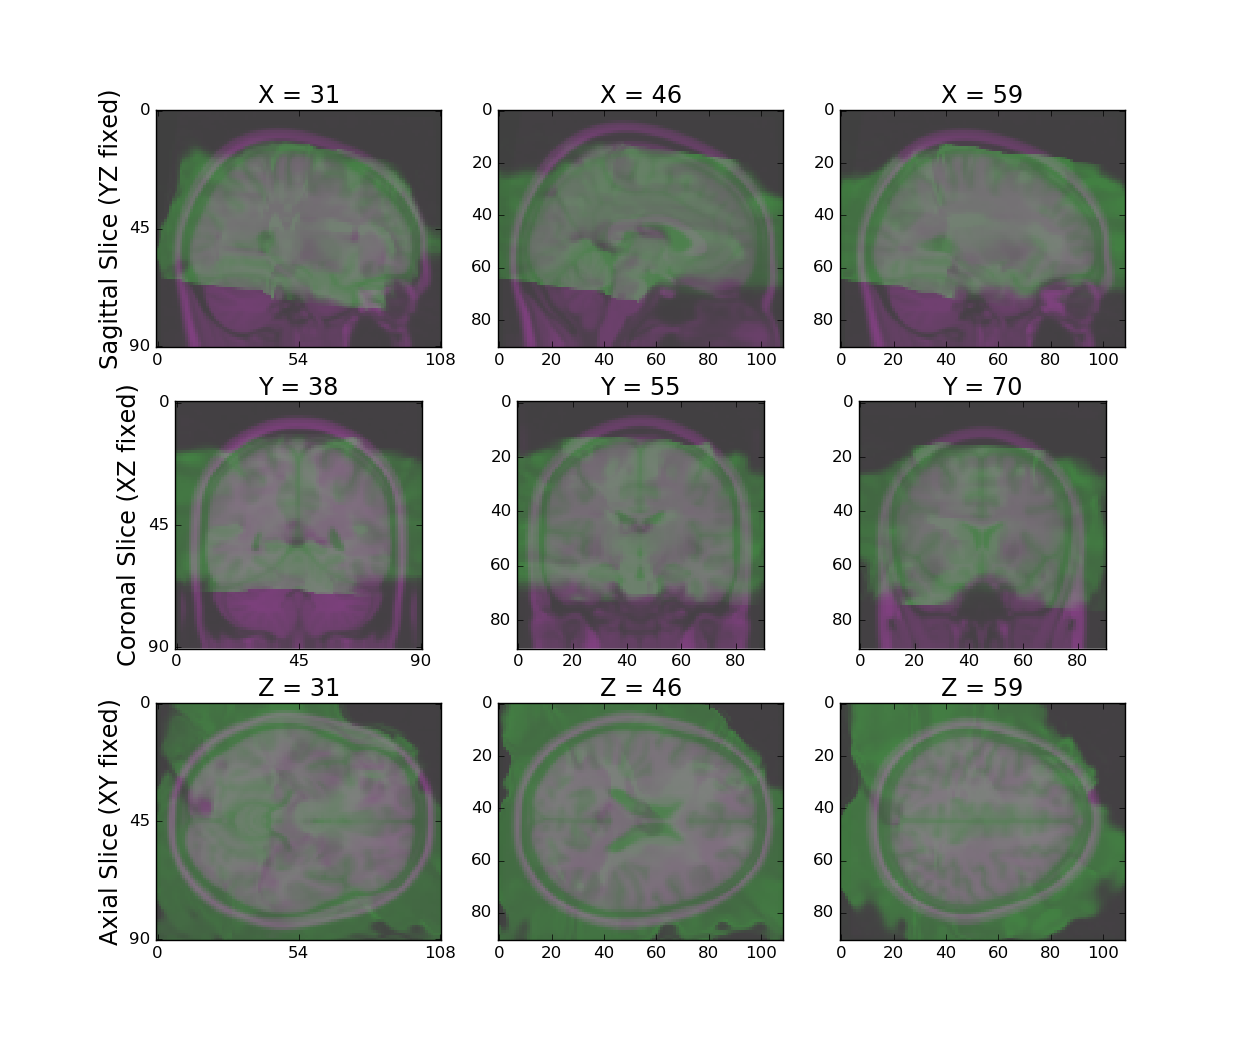 X = 31 X = 46 X = 59
Sagittal Slice (YZ fixed)
0 45 90
0 54 108
0 20 40 60 80
0 20 40 60 80 100
0 20 40 60 80
0 20 40 60 80 100
Y = 38 Y = 55 Y = 70
Coronal Slice (XZ fixed)
0 45 90
0 45 90
0 20 40 60 80
0 20 40 60 80
0 20 40 60 80
0 20 40 60 80
Z = 31 Z = 46 Z = 59
Axial Slice (XY fixed)
0 45 90
0 54 108
0 20 40 60 80
0 20 40 60 80 100
0 20 40 60 80
0 20 40 60 80 100